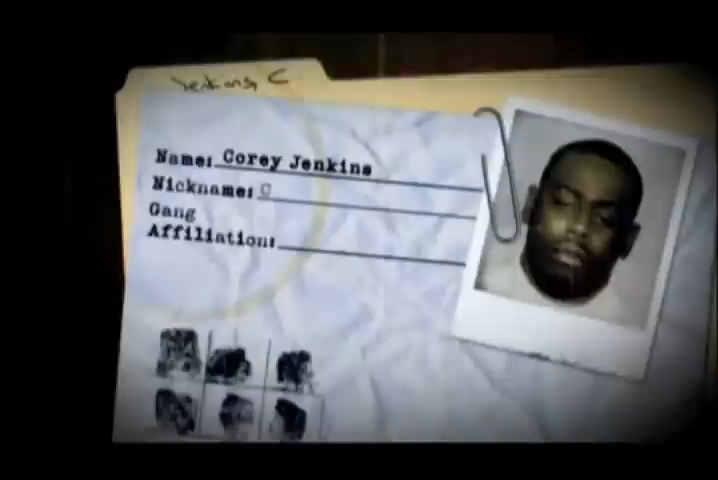 Jenkins, C
Name: Corey Jenkins
Nickname: C
Gang
Affiliation: